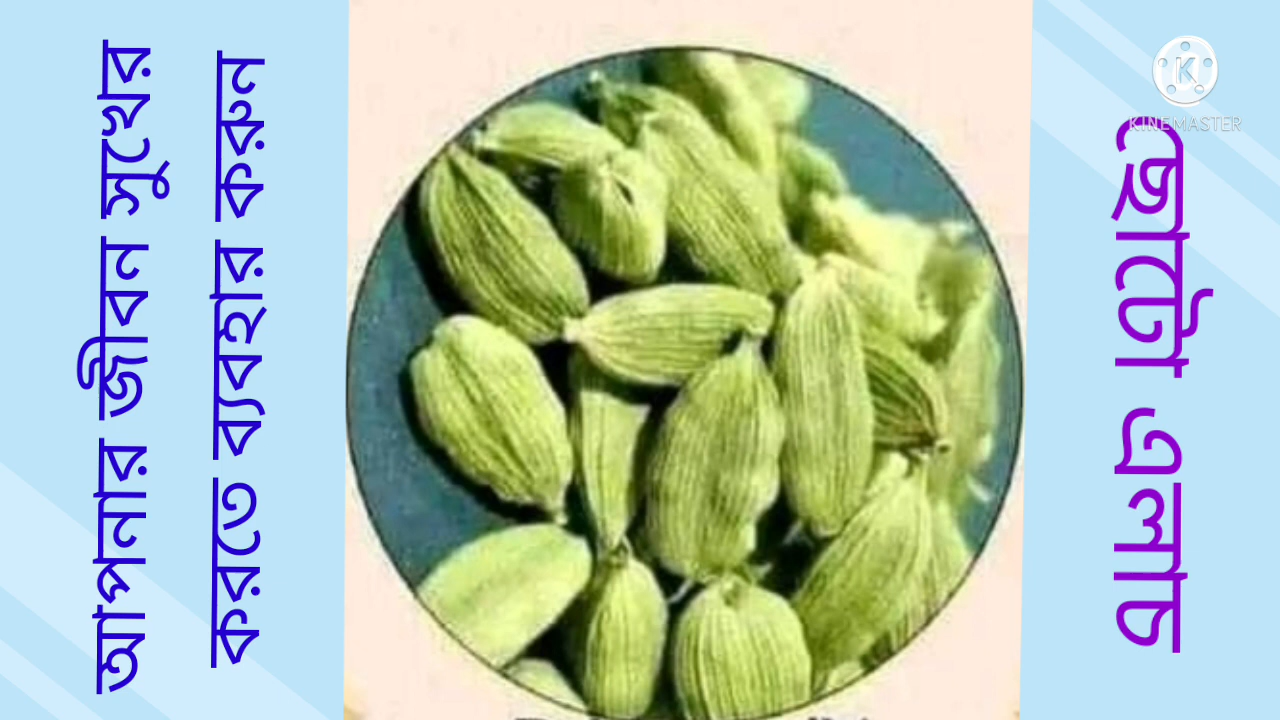 আপনার জীবন সুখের
করতে ব্যবহার করুন
ছোটো এলাচ
KINEMASTER